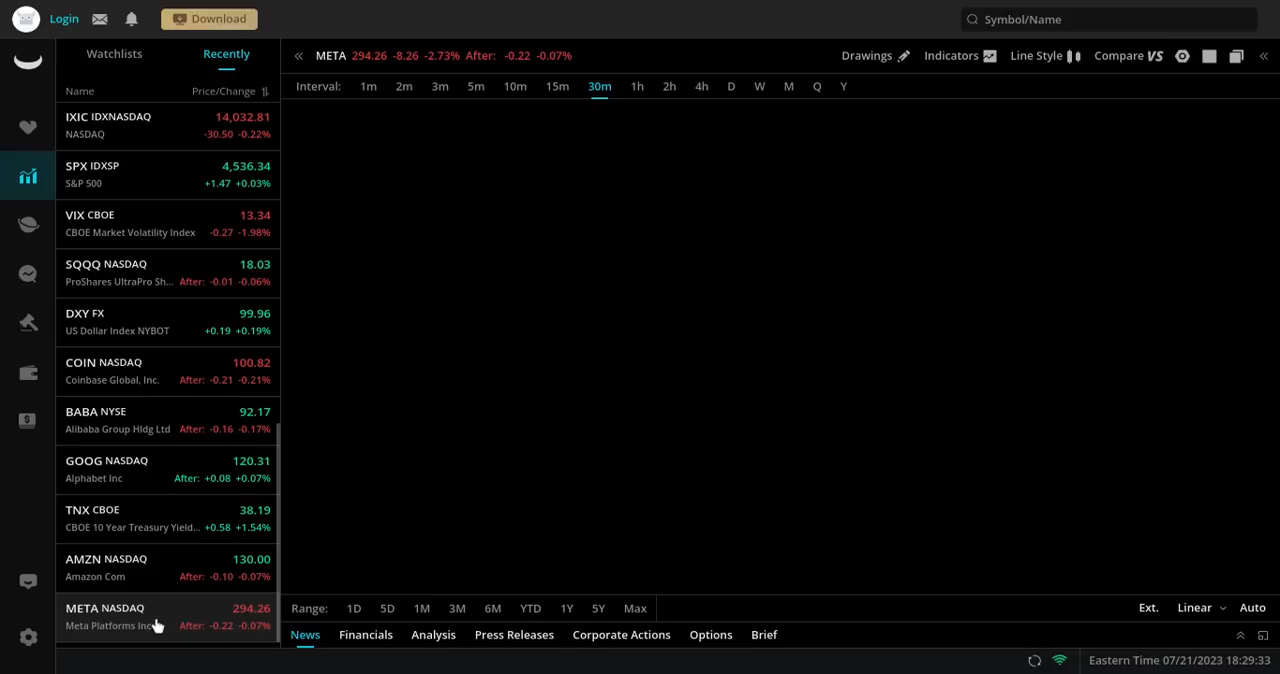 Login
Download
Symbol/Name
Watchlists Recently
Name Price/Change
IXIC IDXNASDAQ 14,032.81
NASDAQ -30.50 -0.22%
SPX IDXSP 4,536.34
S&P 500 +1.47 +0.03%
VIX CBOE 13.34
CBOE Market Volatility Index -0.27 -1.98%
SQQQ NASDAQ 18.03
ProShares UltraPro Sh... After: -0.01 -0.06%
DXY FX 99.96
US Dollar Index NYBOT +0.19 +0.19%
COIN NASDAQ 100.82
Coinbase Global, Inc. After: -0.21 -0.21%
BABA NYSE 92.17
Alibaba Group Hldg Ltd After: -0.16 -0.17%
GOOG NASDAQ 120.31
Alphabet Inc After: +0.08 +0.07%
TNX CBOE 38.19
CBOE 10 Year Treasury Yield... +0.58 +1.54%
AMZN NASDAQ 130.00
Amazon Com After: -0.10 -0.07%
META NASDAQ 294.26
Meta Platforms Inc After: -0.22 -0.07%
META 294.26 -8.26 -2.73% After: -0.22 -0.07%
Drawings Indicators Line Style Compare VS
Interval: 1m 2m 3m 5m 10m 15m 30m 1h 2h 4h D W M Q Y
Range: 1D 5D 1M 3M 6M YTD 1Y 5Y Max
Ext. Linear Auto
News Financials Analysis Press Releases Corporate Actions Options Brief
Eastern Time 07/21/2023 18:29:33